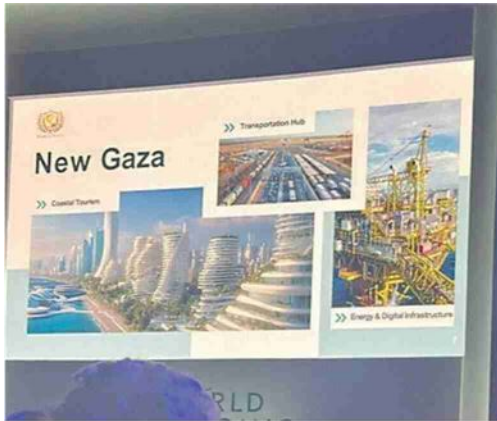 New Gaza
>> Transportation Hub
>> Coastal Tourism
>> Energy & Digital Infrastructure
RLD